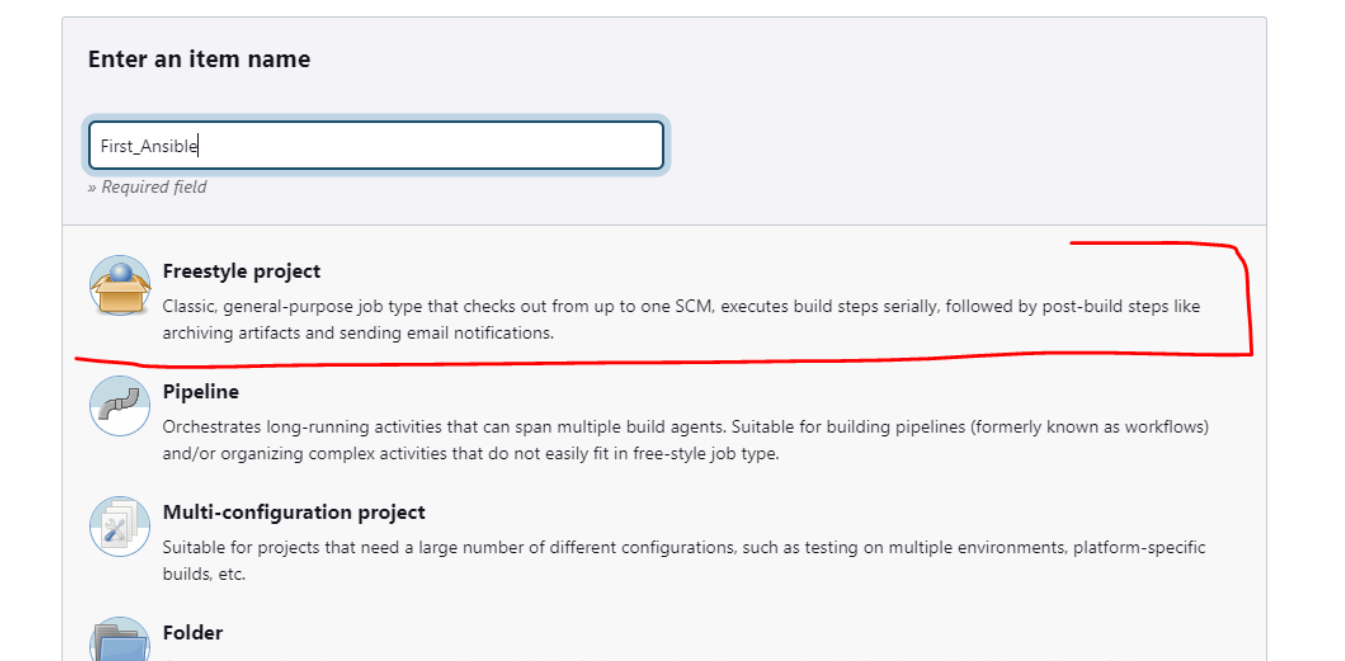 Enter an item name
First_Ansible
» Required field
Freestyle project
Classic, general-purpose job type that checks out from up to one SCM, executes build steps serially, followed by post-build steps like
archiving artifacts and sending email notifications.
Pipeline
Orchestrates long-running activities that can span multiple build agents. Suitable for building pipelines (formerly known as workflows)
and/or organizing complex activities that do not easily fit in free-style job type.
Multi-configuration project
Suitable for projects that need a large number of different configurations, such as testing on multiple environments, platform-specific
builds, etc.
Folder